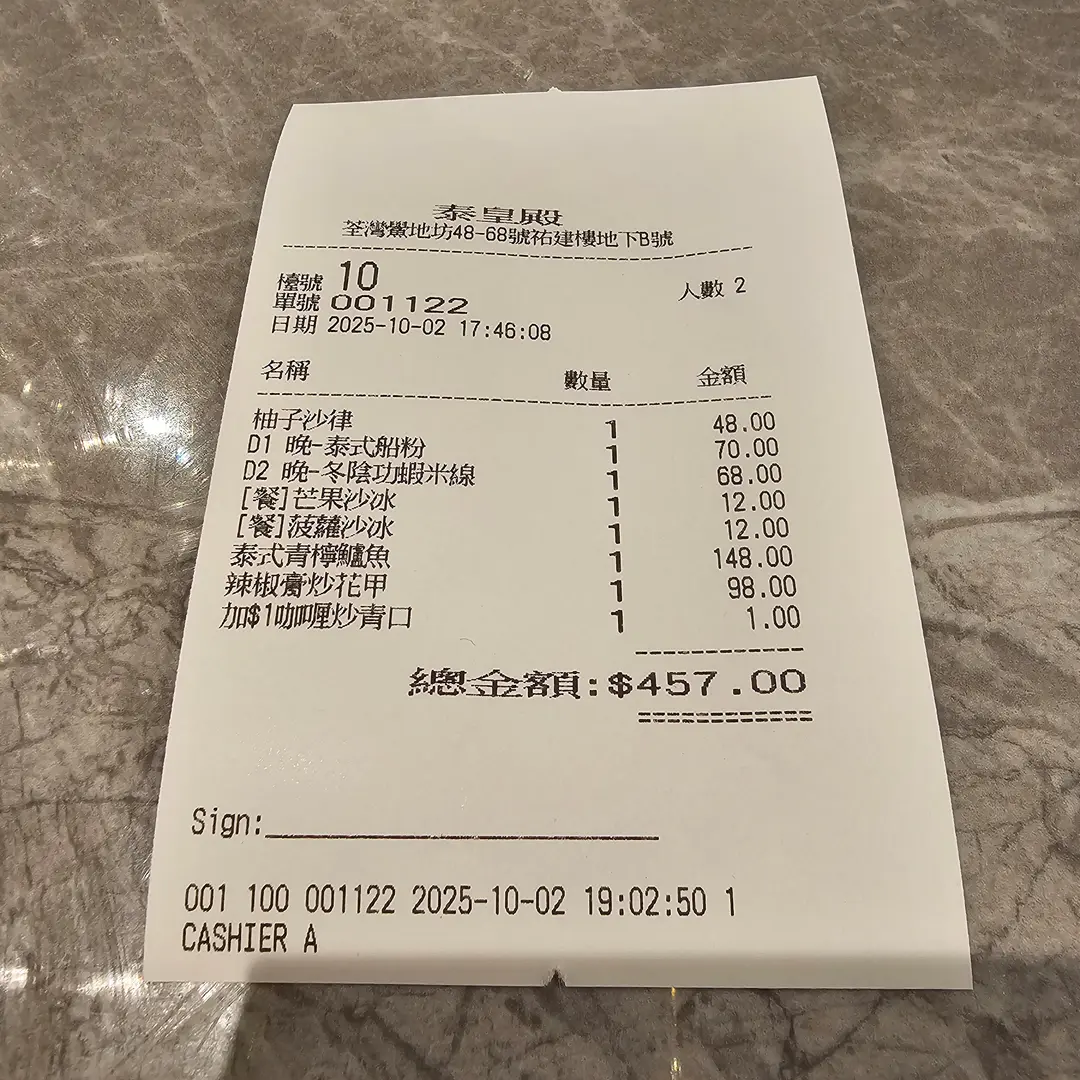 泰皇殿
荃灣鱟地坊48-68號祐建樓地下B號
檯號 10 人數 2
單號 001122
日期 2025-10-02 17:46:08
名稱 數量 金額
柚子沙律 1 48.00
D1 晚-泰式船粉 1 70.00
D2 晚-冬陰功蝦米線 1 68.00
[餐]芒果沙冰 1 12.00
[餐]菠蘿沙冰 1 12.00
泰式青檸鱸魚 1 148.00
辣椒膏炒花甲 1 98.00
加$1咖喱炒青口 1 1.00
總金額:$457.00
Sign:
001 100 001122 2025-10-02 19:02:50 1
CASHIER A